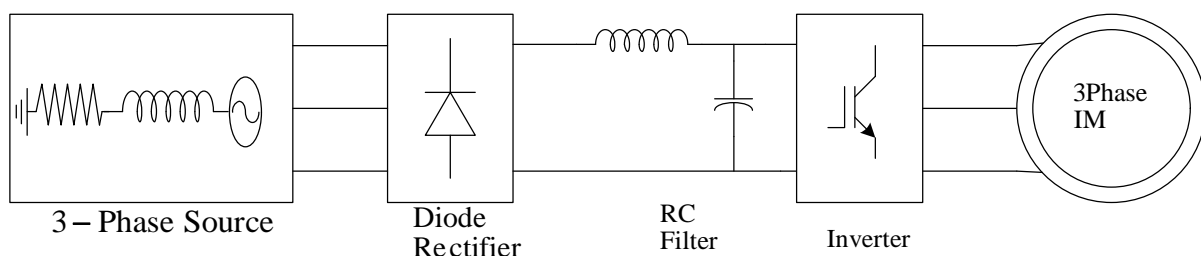 3Phase
IM
3 – Phase Source
Diode
Rectifier
RC
Filter
Inverter